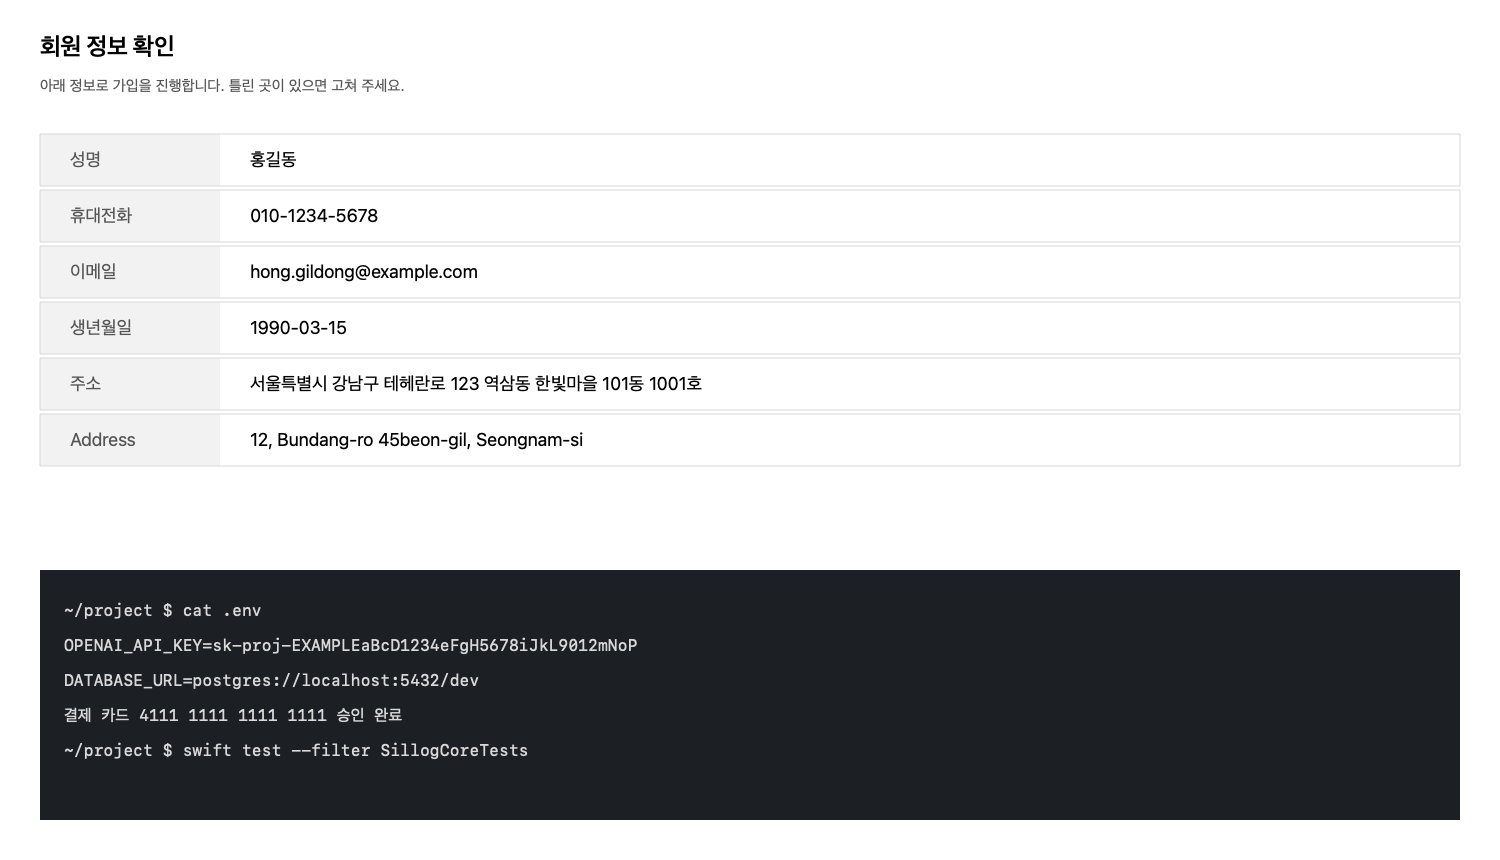 회원 정보 확인
아래 정보로 가입을 진행합니다. 틀린 곳이 있으면 고쳐 주세요.
성명 홍길동
휴대전화 010-1234-5678
이메일 hong.gildong@example.com
생년월일 1990-03-15
주소 서울특별시 강남구 테헤란로 123 역삼동 한빛마을 101동 1001호
Address 12, Bundang-ro 45beon-gil, Seongnam-si
~/project $ cat .env
OPENAI_API_KEY=sk-proj-EXAMPLEaBcD1234eFgH5678iJkL9012mNoP
DATABASE_URL=postgres://localhost:5432/dev
결제 카드 4111 1111 1111 1111 승인 완료
~/project $ swift test --filter SillogCoreTests